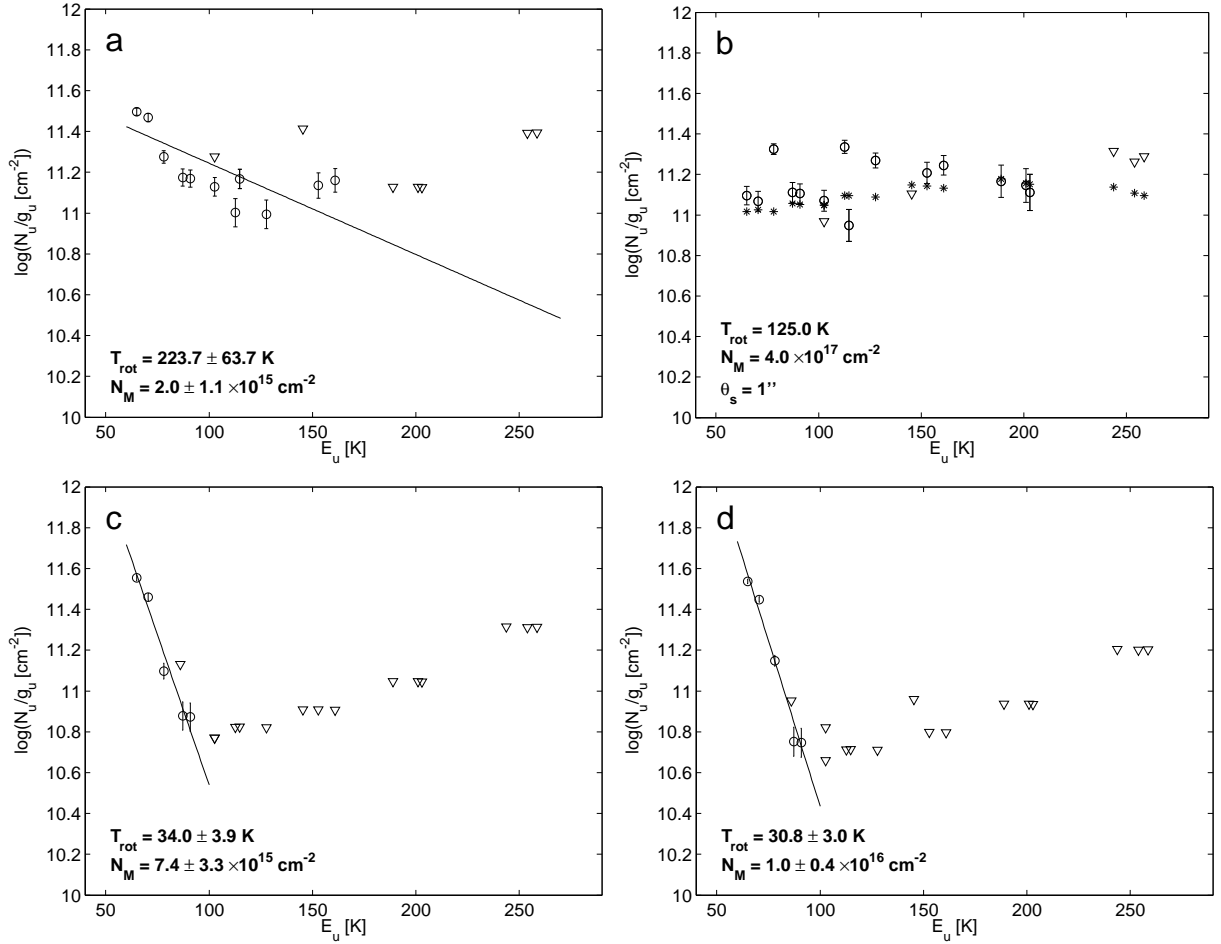 a
12
11.8
11.6
11.4
11.2
11
10.8
10.6
10.4
10.2
10
log(N_u/g_u [cm⁻²])
T_rot = 223.7 ± 63.7 K
N_M = 2.0 ± 1.1 ×10¹⁵ cm⁻²
50 100 150 200 250
E_u [K]
b
12
11.8
11.6
11.4
11.2
11
10.8
10.6
10.4
10.2
10
log(N_u/g_u [cm⁻²])
T_rot = 125.0 K
N_M = 4.0 ×10¹⁷ cm⁻²
θ_s = 1’’
50 100 150 200 250
E_u [K]
c
12
11.8
11.6
11.4
11.2
11
10.8
10.6
10.4
10.2
10
log(N_u/g_u [cm⁻²])
T_rot = 34.0 ± 3.9 K
N_M = 7.4 ± 3.3 ×10¹⁵ cm⁻²
50 100 150 200 250
E_u [K]
d
12
11.8
11.6
11.4
11.2
11
10.8
10.6
10.4
10.2
10
log(N_u/g_u [cm⁻²])
T_rot = 30.8 ± 3.0 K
N_M = 1.0 ± 0.4 ×10¹⁶ cm⁻²
50 100 150 200 250
E_u [K]